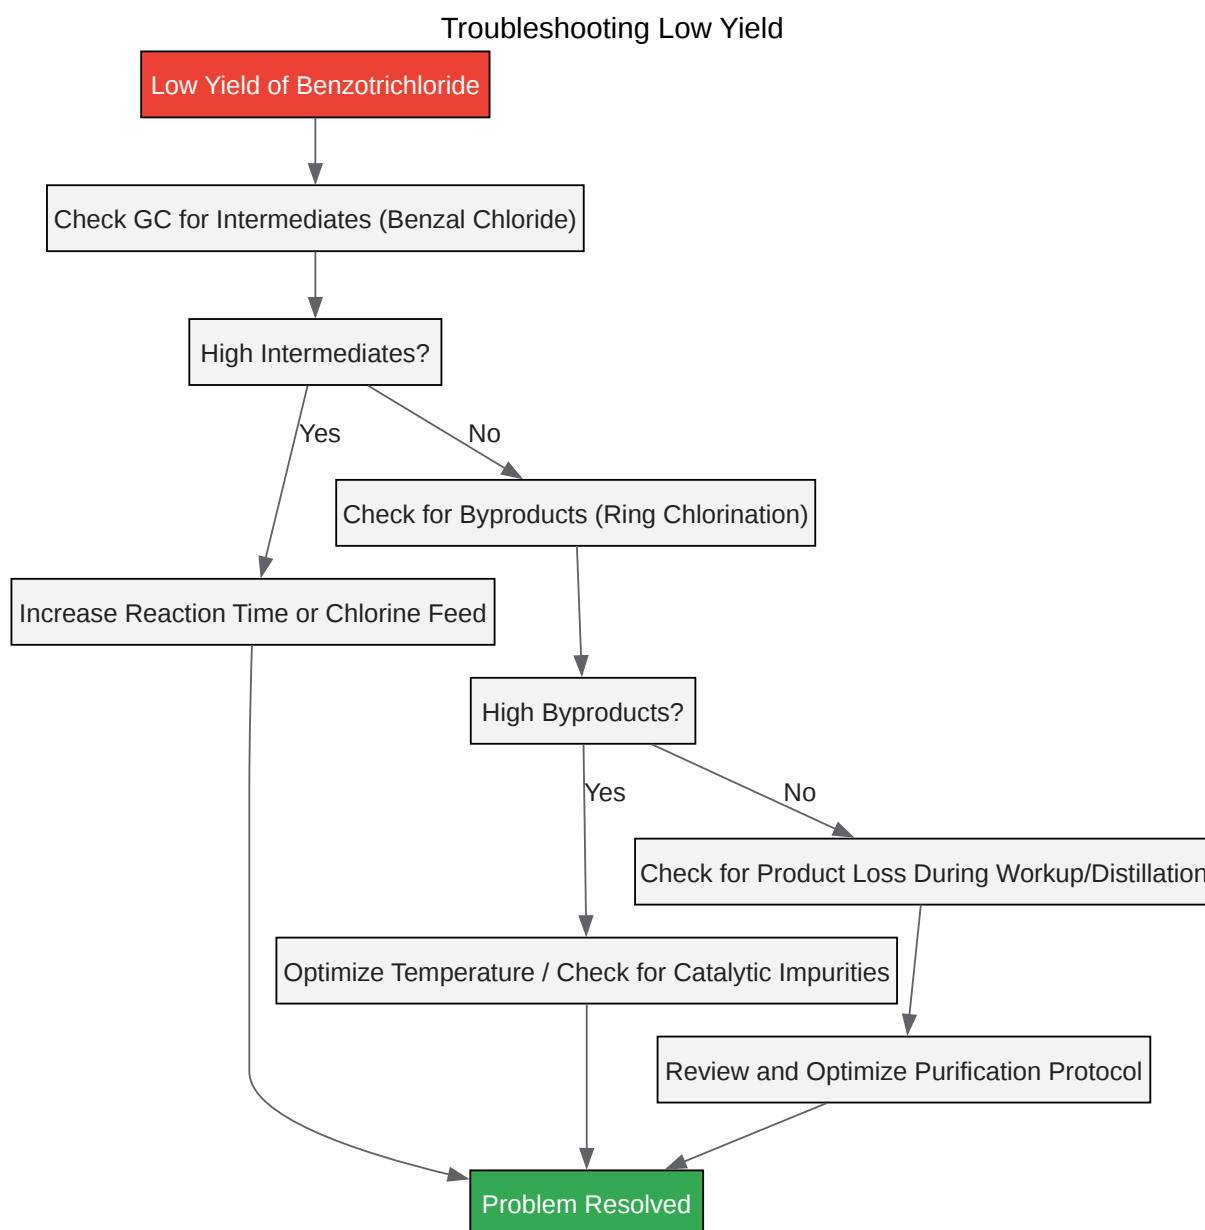 Troubleshooting Low Yield
Low Yield of Benzotrichloride
Check GC for Intermediates (Benzal Chloride)
High Intermediates?
Yes
No
Check for Byproducts (Ring Chlorination)
Increase Reaction Time or Chlorine Feed
High Byproducts?
Yes
No
Check for Product Loss During Workup/Distillation
Optimize Temperature / Check for Catalytic Impurities
Review and Optimize Purification Protocol
Problem Resolved